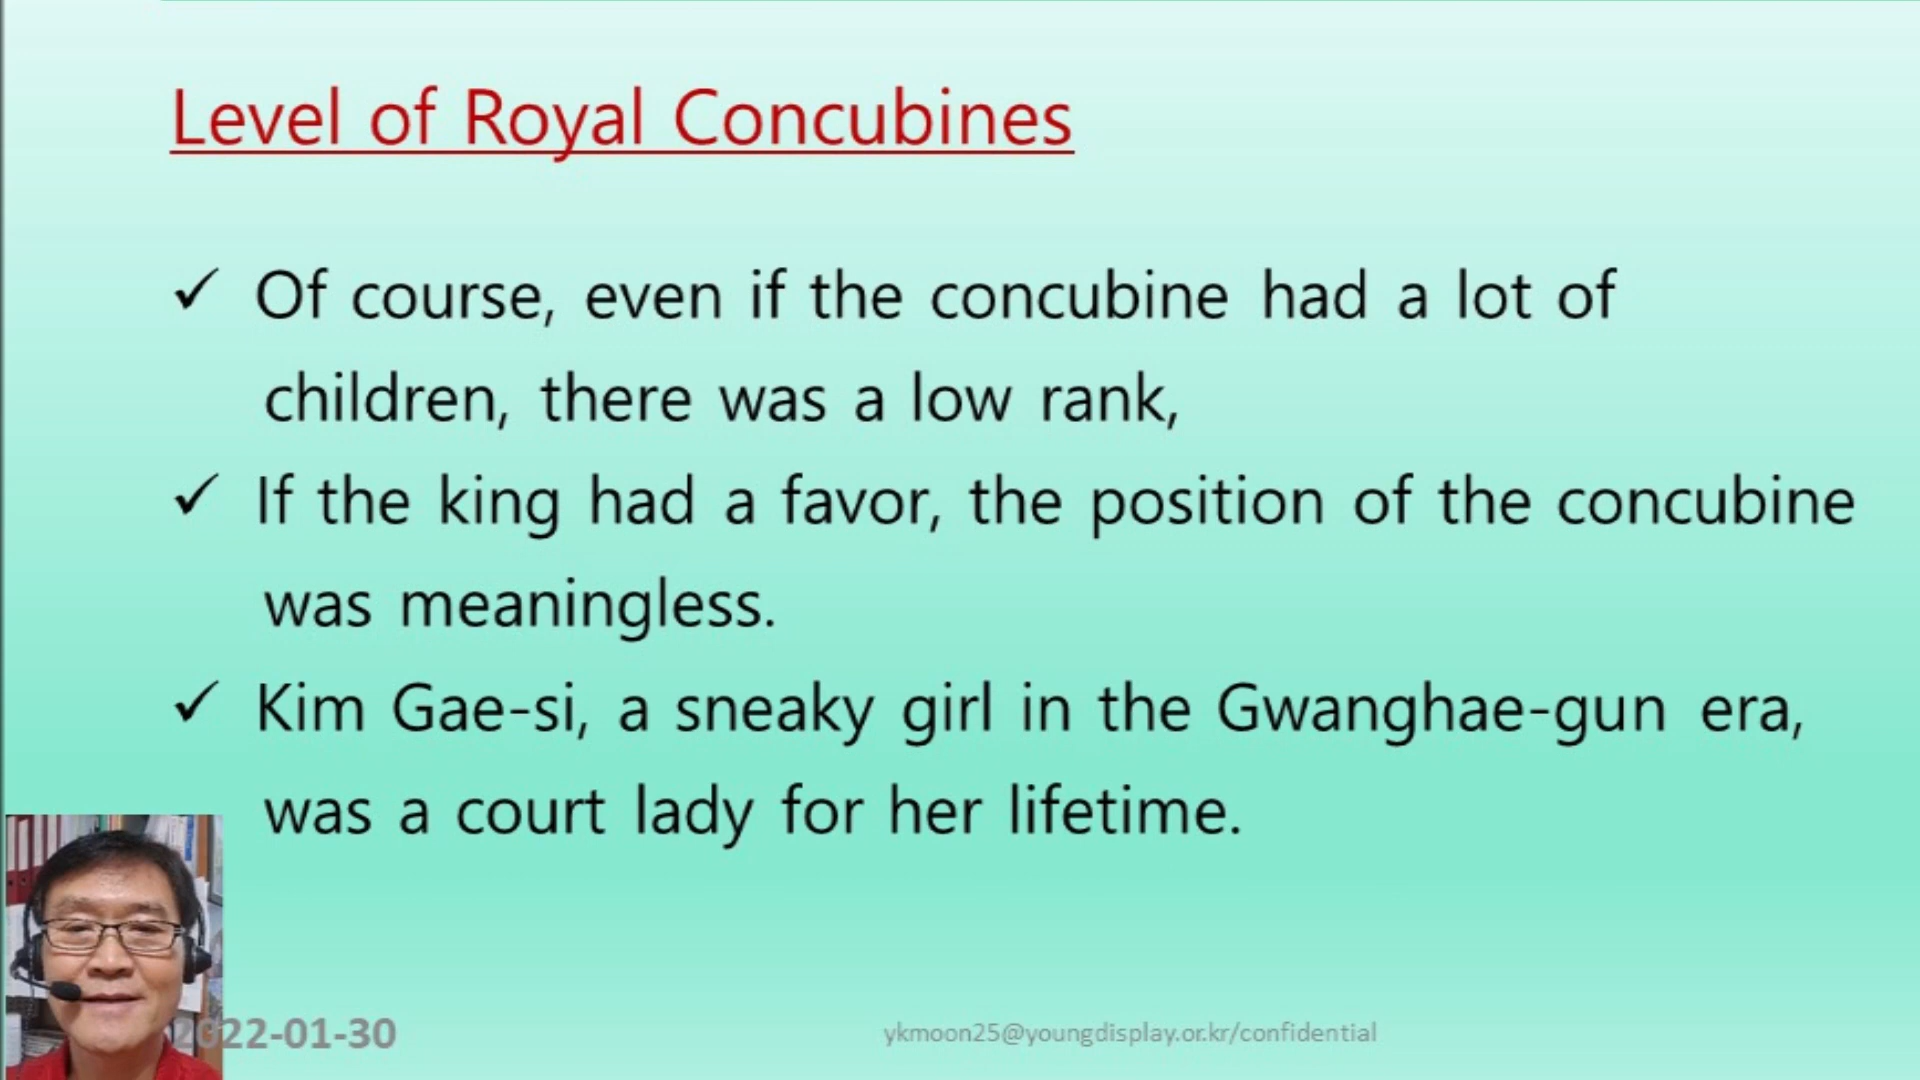 Level of Royal Concubines
✓ Of course, even if the concubine had a lot of
children, there was a low rank,
✓ If the king had a favor, the position of the concubine
was meaningless.
✓ Kim Gae-si, a sneaky girl in the Gwanghae-gun era,
was a court lady for her lifetime.
2022-01-30
ykmoon25@youngdisplay.or.kr/confidential